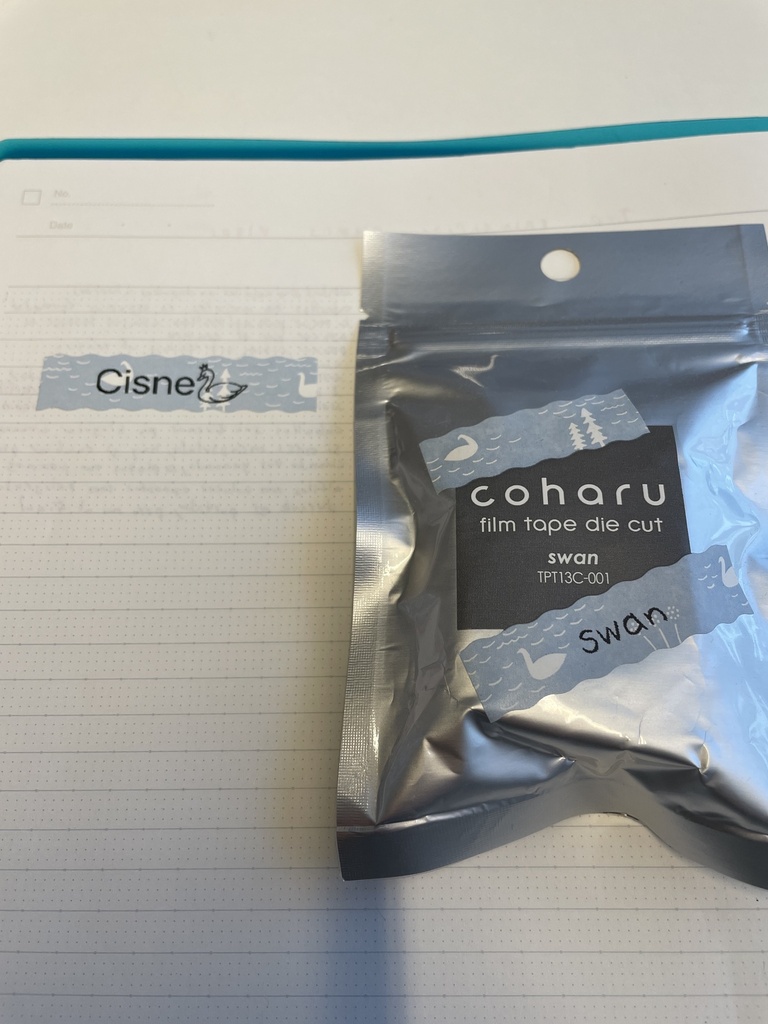 No.
Date
Cisne
coharu
film tape die cut
swan
TPT13C-001
swan